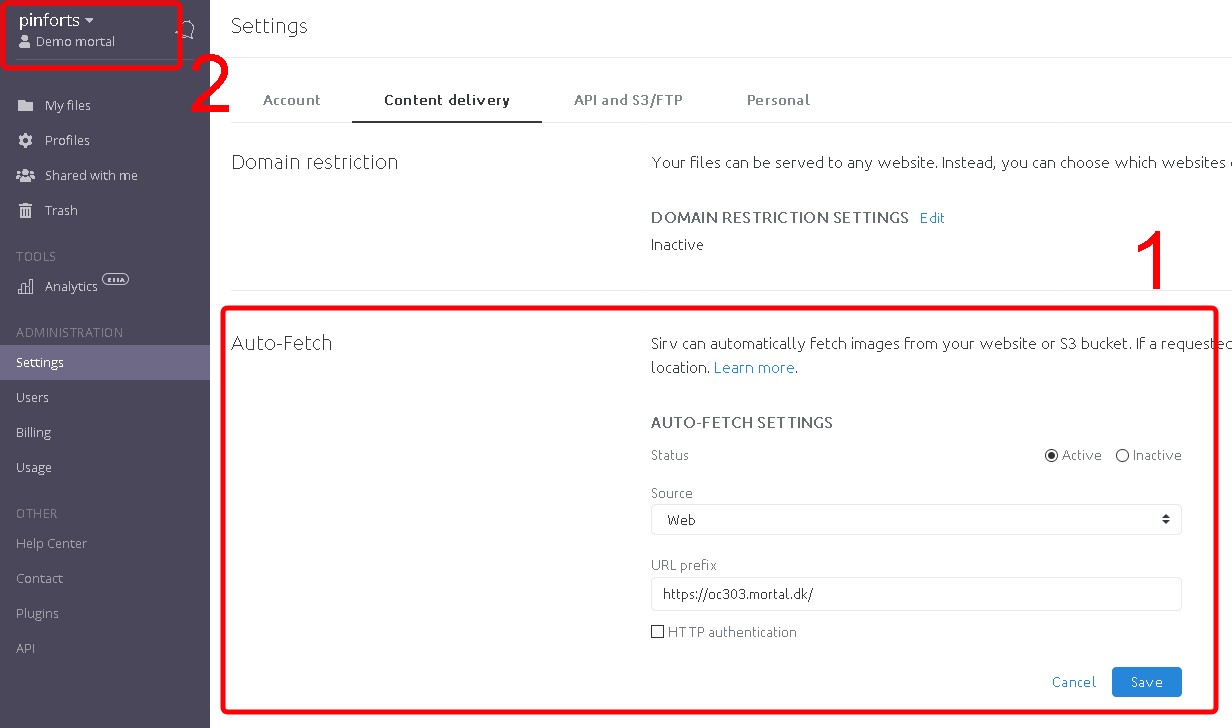 pinforts
Demo mortal
2
My files
Profiles
Shared with me
Trash
TOOLS
Analytics BETA
ADMINISTRATION
Settings
Users
Billing
Usage
OTHER
Help Center
Contact
Plugins
API
Settings
Account Content delivery API and S3/FTP Personal
Domain restriction
Your files can be served to any website. Instead, you can choose which websites
DOMAIN RESTRICTION SETTINGS Edit
Inactive
1
Auto-Fetch
Sirv can automatically fetch images from your website or S3 bucket. If a requested
location. Learn more.
AUTO-FETCH SETTINGS
Status Active Inactive
Source
Web
URL prefix
https://oc303.mortal.dk/
HTTP authentication
Cancel Save